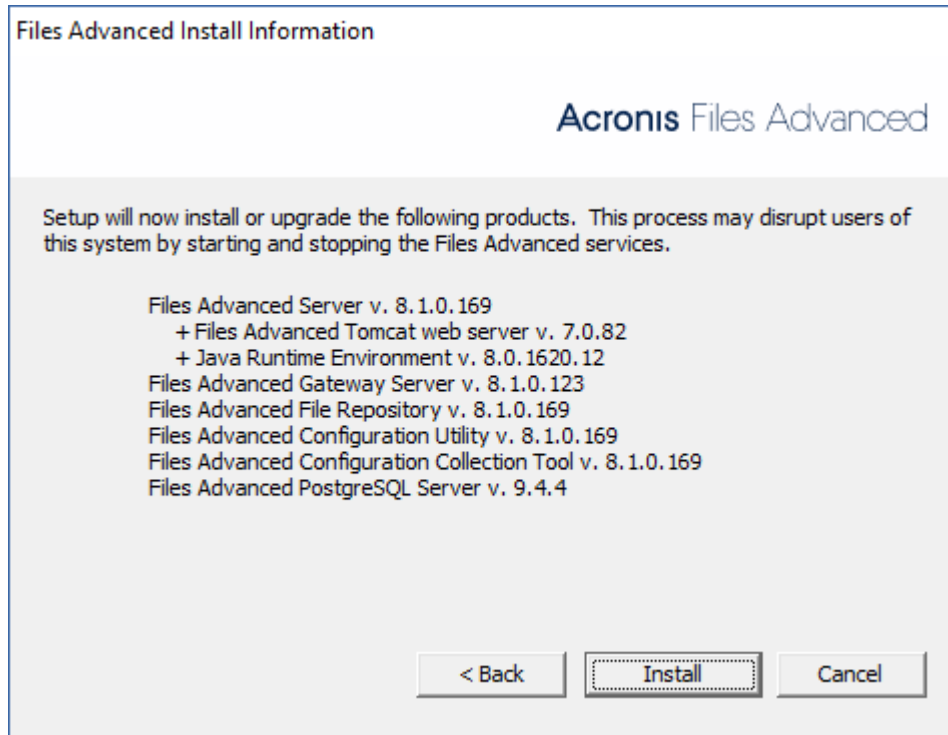 Files Advanced Install Information
Acronis Files Advanced
Setup will now install or upgrade the following products.  This process may disrupt users of
this system by starting and stopping the Files Advanced services.
Files Advanced Server v. 8.1.0.169
+ Files Advanced Tomcat web server v. 7.0.82
+ Java Runtime Environment v. 8.0.1620.12
Files Advanced Gateway Server v. 8.1.0.123
Files Advanced File Repository v. 8.1.0.169
Files Advanced Configuration Utility v. 8.1.0.169
Files Advanced Configuration Collection Tool v. 8.1.0.169
Files Advanced PostgreSQL Server v. 9.4.4
< Back Install Cancel